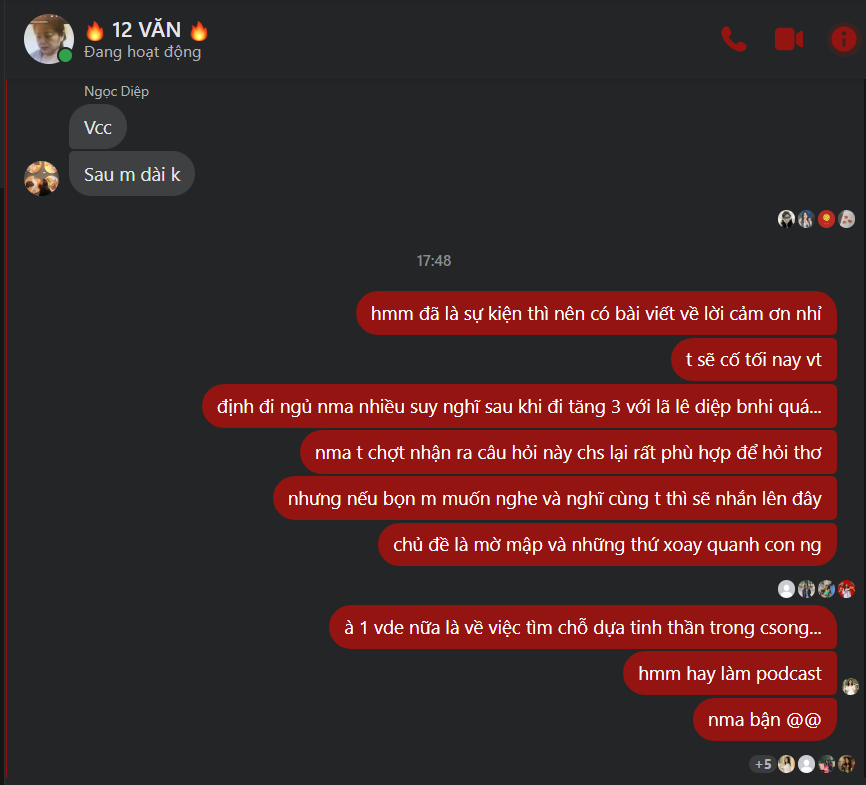 🔥 12 VĂN 🔥
Đang hoạt động
Ngọc Diệp
Vcc
Sau m dài k
17:48
hmm đã là sự kiện thì nên có bài viết về lời cảm ơn nhỉ
t sẽ cố tối nay vt
định đi ngủ nma nhiều suy nghĩ sau khi đi tăng 3 với lã lê diệp bnhi quá...
nma t chợt nhận ra câu hỏi này chs lại rất phù hợp để hỏi thơ
nhưng nếu bọn m muốn nghe và nghĩ cùng t thì sẽ nhắn lên đây
chủ đề là mờ mập và những thứ xoay quanh con ng
à 1 vde nữa là về việc tìm chỗ dựa tinh thần trong csong...
hmm hay làm podcast
nma bận @@
+5